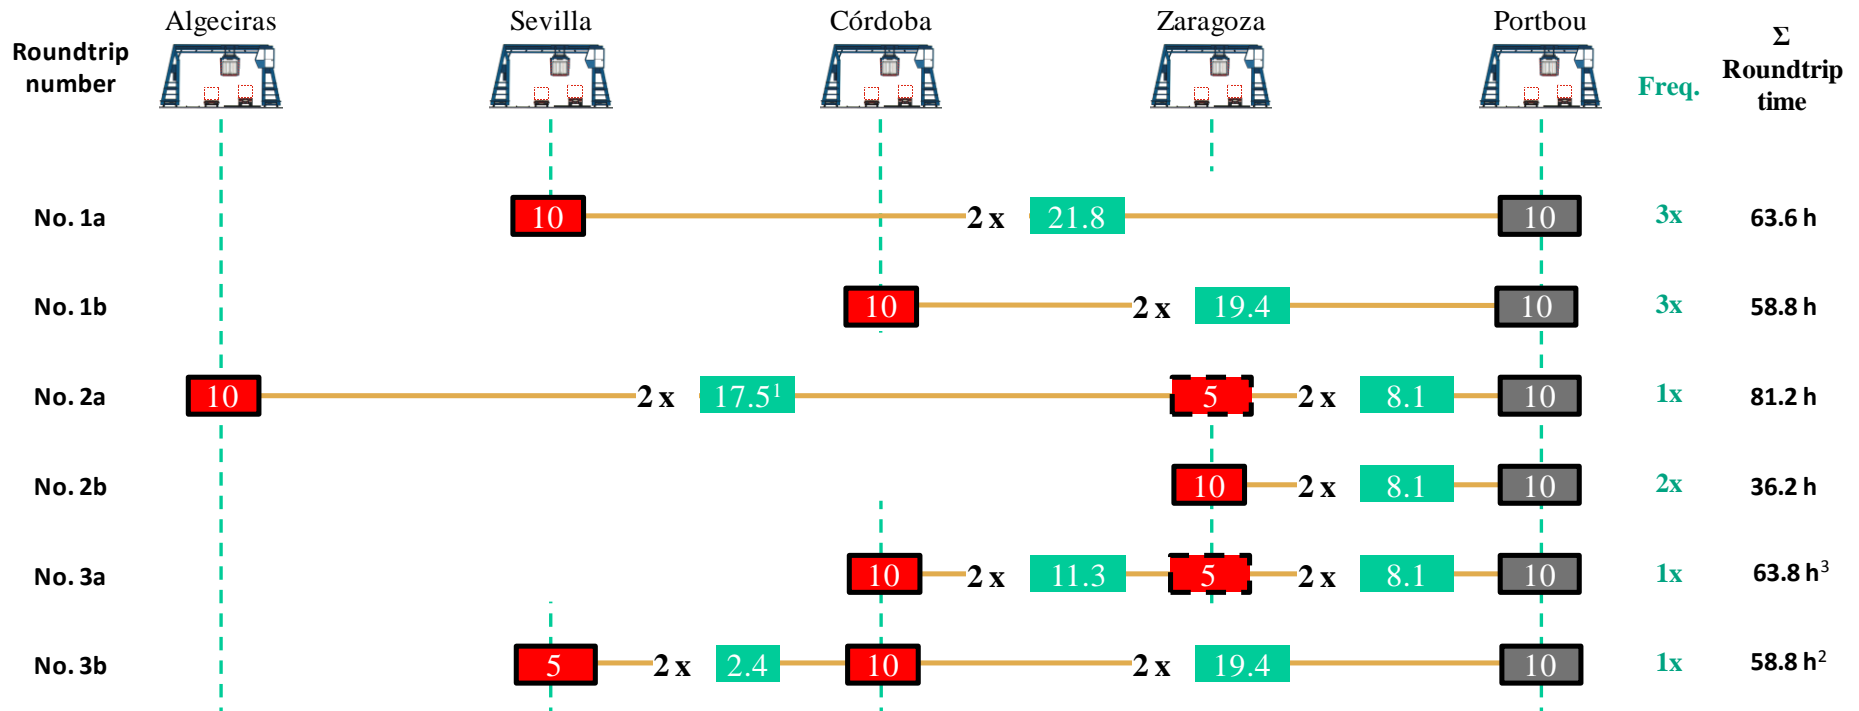 Algeciras Sevilla Córdoba Zaragoza Portbou
Roundtrip number Freq. Σ Roundtrip time
No. 1a 10 2 x 21.8 10 3x 63.6 h
No. 1b 10 2 x 19.4 10 3x 58.8 h
No. 2a 10 2 x 17.5¹ 5 2 x 8.1 10 1x 81.2 h
No. 2b 10 2 x 8.1 10 2x 36.2 h
No. 3a 10 2 x 11.3 5 2 x 8.1 10 1x 63.8 h³
No. 3b 5 2 x 2.4 10 2 x 19.4 10 1x 58.8 h²